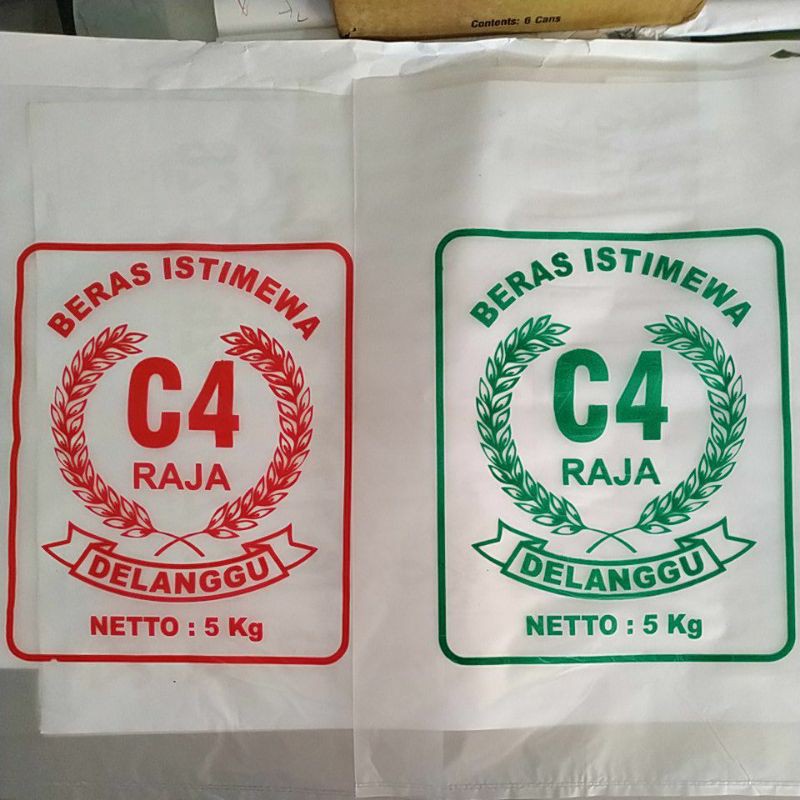 Contents: 6 Cans
BERAS ISTIMEWA
C4
RAJA
DELANGGU
NETTO : 5 Kg
BERAS ISTIMEWA
C4
RAJA
DELANGGU
NETTO : 5 Kg